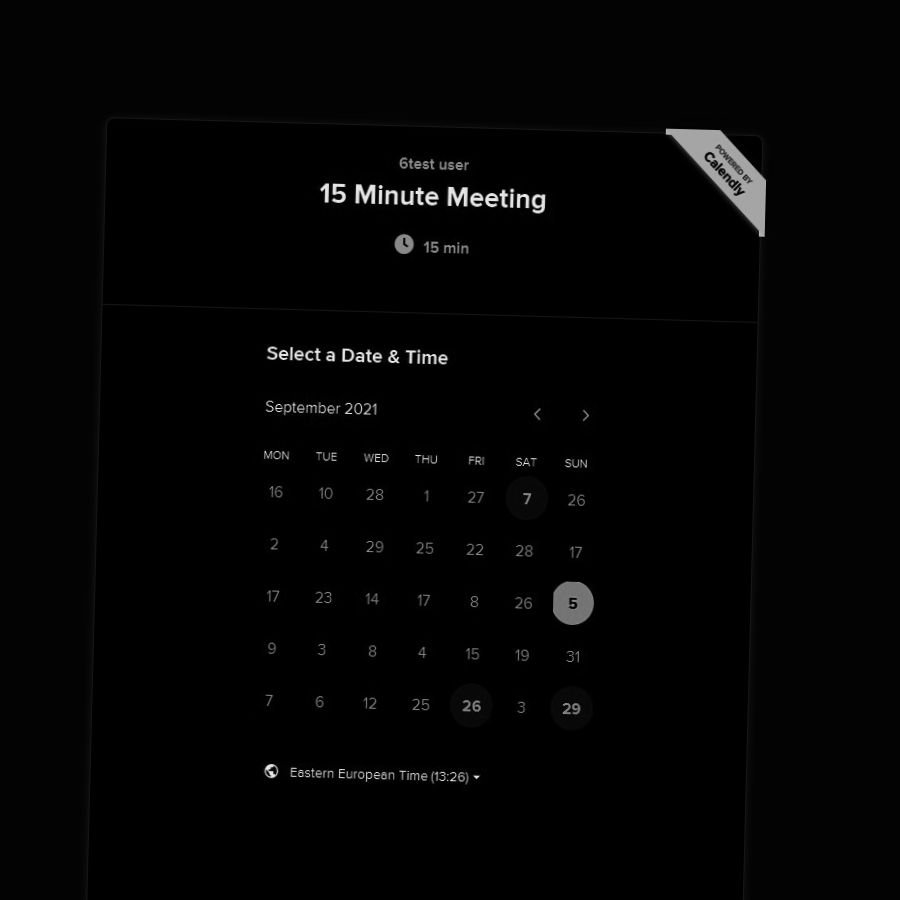 POWERED BY
Calendly
6test user
15 Minute Meeting
15 min
Select a Date & Time
September 2021
MON TUE WED THU FRI SAT SUN
16 10 28 1 27 7 26
2 4 29 25 22 28 17
17 23 14 17 8 26 5
9 3 8 4 15 19 31
7 6 12 25 26 3 29
Eastern European Time (13:26)